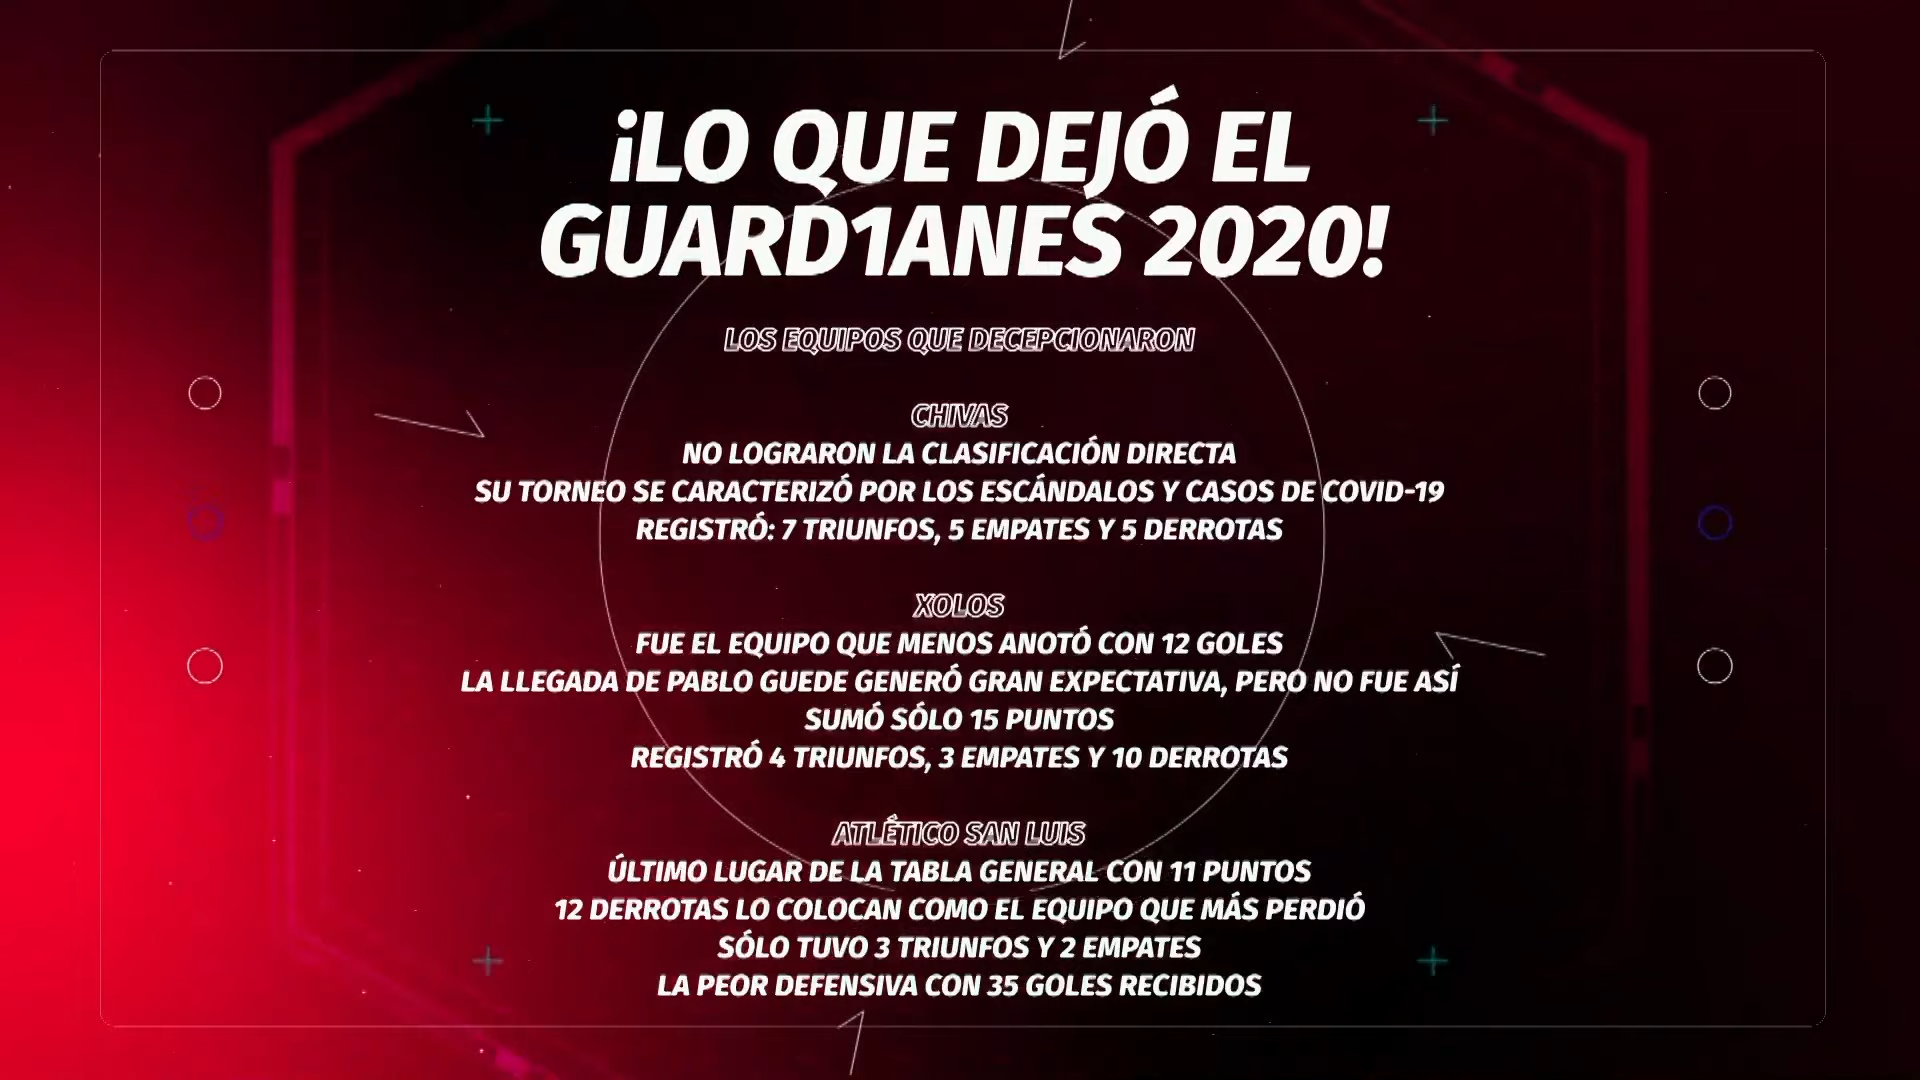 ¡LO QUE DEJÓ EL
GUARD1ANES 2020!
LOS EQUIPOS QUE DECEPCIONARON
CHIVAS
NO LOGRARON LA CLASIFICACIÓN DIRECTA
SU TORNEO SE CARACTERIZÓ POR LOS ESCÁNDALOS Y CASOS DE COVID-19
REGISTRÓ: 7 TRIUNFOS, 5 EMPATES Y 5 DERROTAS
XOLOS
FUE EL EQUIPO QUE MENOS ANOTÓ CON 12 GOLES
LA LLEGADA DE PABLO GUEDE GENERÓ GRAN EXPECTATIVA, PERO NO FUE ASÍ
SUMÓ SÓLO 15 PUNTOS
REGISTRÓ 4 TRIUNFOS, 3 EMPATES Y 10 DERROTAS
ATLÉTICO SAN LUIS
ÚLTIMO LUGAR DE LA TABLA GENERAL CON 11 PUNTOS
12 DERROTAS LO COLOCAN COMO EL EQUIPO QUE MÁS PERDIÓ
SÓLO TUVO 3 TRIUNFOS Y 2 EMPATES
LA PEOR DEFENSIVA CON 35 GOLES RECIBIDOS